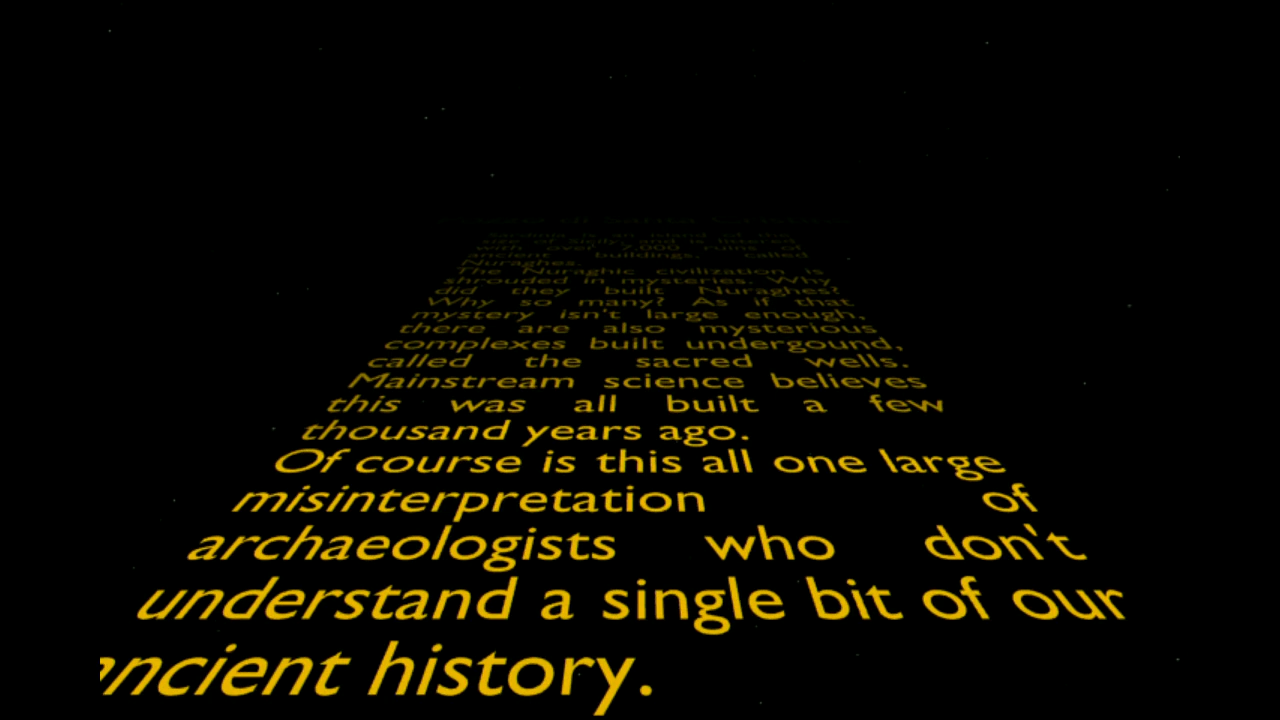 Sardinia is an island of the
size of Sicily, and is littered
with over 7.000 ruins of
ancient buildings, called
Nuraghes.
The Nuraghic civilization is
shrouded in mysteries. Why
did they built Nuraghes?
Why so many? As if that
mystery isn't large enough,
there are also mysterious
complexes built undergound,
called the sacred wells.
Mainstream science believes
this was all built a few
thousand years ago.
Of course is this all one large
misinterpretation of
archaeologists who don't
understand a single bit of our
ancient history.